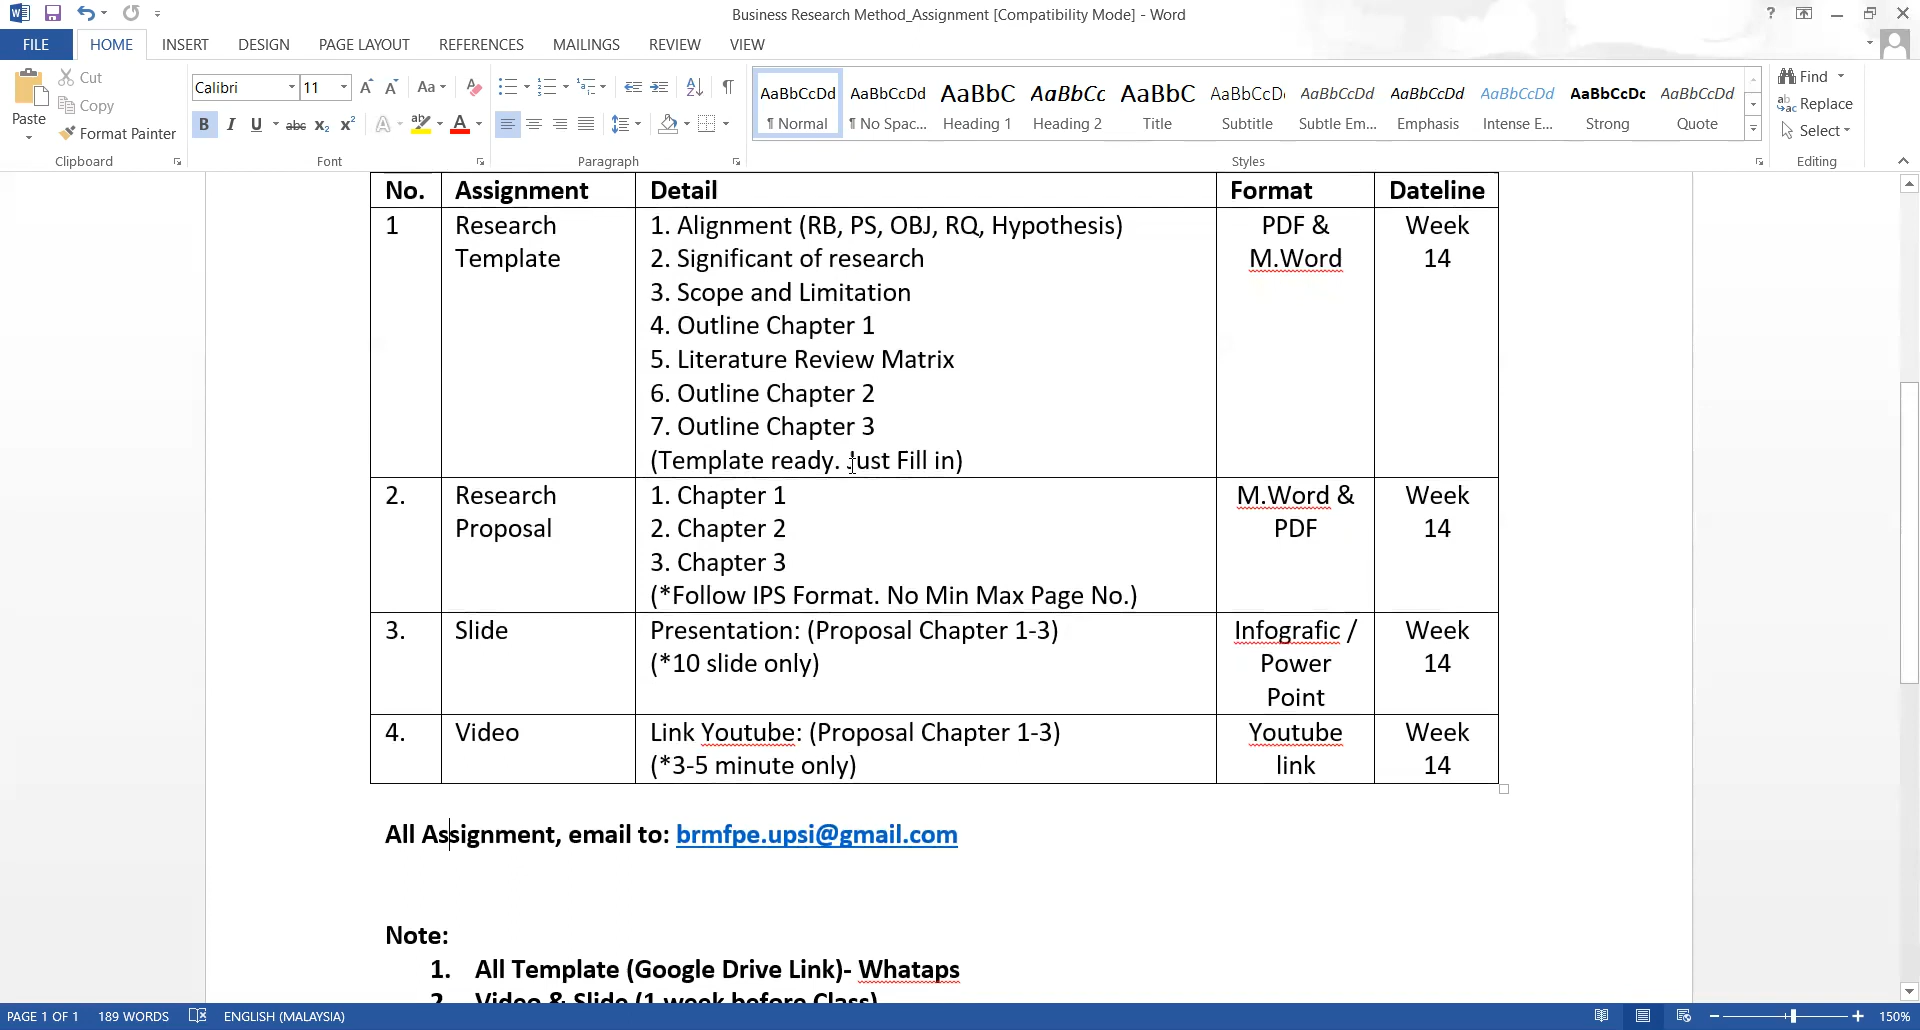 Business Research Method_Assignment [Compatibility Mode] - Word
FILE HOME INSERT DESIGN PAGE LAYOUT REFERENCES MAILINGS REVIEW VIEW
Paste
Cut
Copy
Format Painter
Clipboard
Calibri 11
Font
Paragraph
AaBbCcDd AaBbCcDd AaBbC AaBbCc AaBbC AaBbCcD AaBbCcDd AaBbCcDd AaBbCcDd AaBbCcDc AaBbCcDd
¶ Normal ¶ No Spac... Heading 1 Heading 2 Title Subtitle Subtle Em... Emphasis Intense E... Strong Quote
Styles
Find
Replace
Select
Editing
No. Assignment Detail Format Dateline
1 Research Template
1. Alignment (RB, PS, OBJ, RQ, Hypothesis)
2. Significant of research
3. Scope and Limitation
4. Outline Chapter 1
5. Literature Review Matrix
6. Outline Chapter 2
7. Outline Chapter 3
(Template ready. Just Fill in)
PDF &
M.Word
Week
14
2. Research
Proposal
1. Chapter 1
2. Chapter 2
3. Chapter 3
(*Follow IPS Format. No Min Max Page No.)
M.Word &
PDF
Week
14
3. Slide
Presentation: (Proposal Chapter 1-3)
(*10 slide only)
Infografic /
Power
Point
Week
14
4. Video
Link Youtube: (Proposal Chapter 1-3)
(*3-5 minute only)
Youtube
link
Week
14
All Assignment, email to: brmfpe.upsi@gmail.com
Note:
1. All Template (Google Drive Link)- Whataps
2. Video & Slide (1 week before Class)
PAGE 1 OF 1 189 WORDS ENGLISH (MALAYSIA) 150%